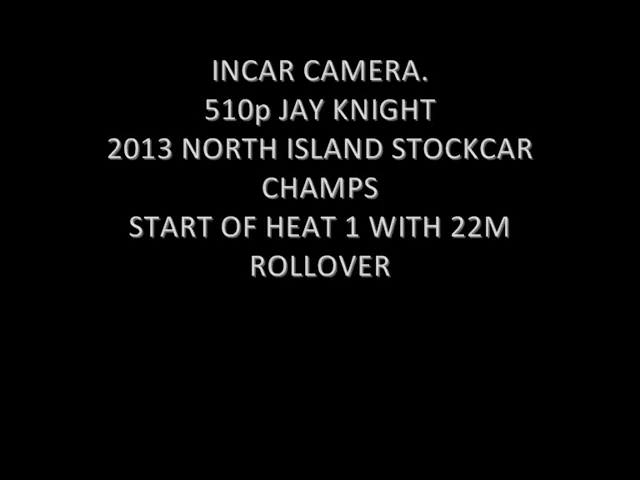 INCAR CAMERA.
510p JAY KNIGHT
2013 NORTH ISLAND STOCKCAR
CHAMPS
START OF HEAT 1 WITH 22M
ROLLOVER